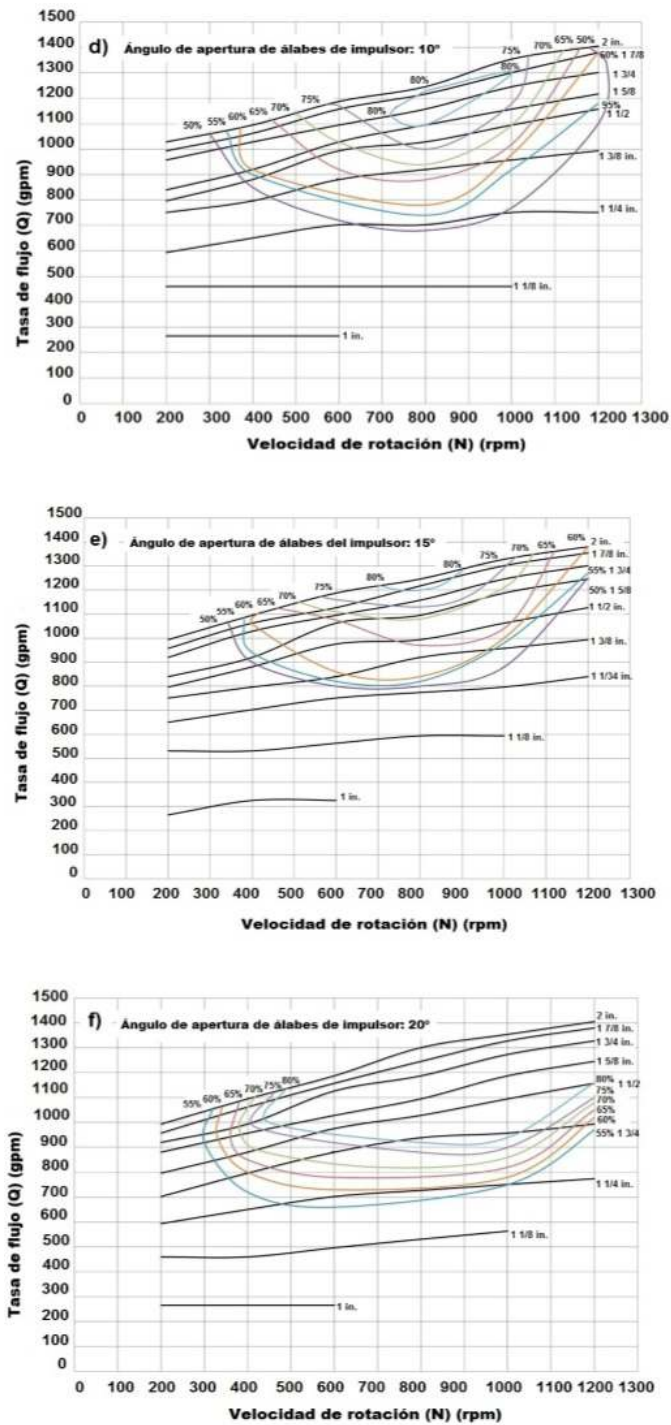 d) Ángulo de apertura de álabes de impulsor: 10º
Tasa de flujo (Q) (gpm)
1500
1400
1300
1200
1100
1000
900
800
700
600
500
400
300
200
100
0
50% 55% 60% 65% 70% 75% 80% 80% 75% 80% 70% 65% 50% 2 in.
60% 1 7/8
1 3/4
1 5/8
95%
1 1/2
1 3/8 in.
1 1/4 in.
1 1/8 in.
1 in.
0 100 200 300 400 500 600 700 800 900 1000 1100 1200 1300
Velocidad de rotación (N) (rpm)
e) Ángulo de apertura de álabes del impulsor: 15º
Tasa de flujo (Q) (gpm)
1500
1400
1300
1200
1100
1000
900
800
700
600
500
400
300
200
100
0
50% 55% 60% 65% 70% 75% 80% 80% 75% 70% 65% 60% 2 in.
1 7/8 in.
55% 1 3/4
50% 1 5/8
1 1/2 in.
1 3/8 in.
1 1/34 in.
1 1/8 in.
1 in.
0 100 200 300 400 500 600 700 800 900 1000 1100 1200 1300
Velocidad de rotación (N) (rpm)
f) Ángulo de apertura de álabes de impulsor: 20º
Tasa de flujo (Q) (gpm)
1500
1400
1300
1200
1100
1000
900
800
700
600
500
400
300
200
100
0
55% 60% 65% 70% 75% 80%
2 in.
1 7/8 in.
1 3/4 in.
1 5/8 in.
80% 1 1/2
75%
70%
65%
60%
55% 1 3/4
1 1/4 in.
1 1/8 in.
1 in.
0 100 200 300 400 500 600 700 800 900 1000 1100 1200 1300
Velocidad de rotación (N) (rpm)